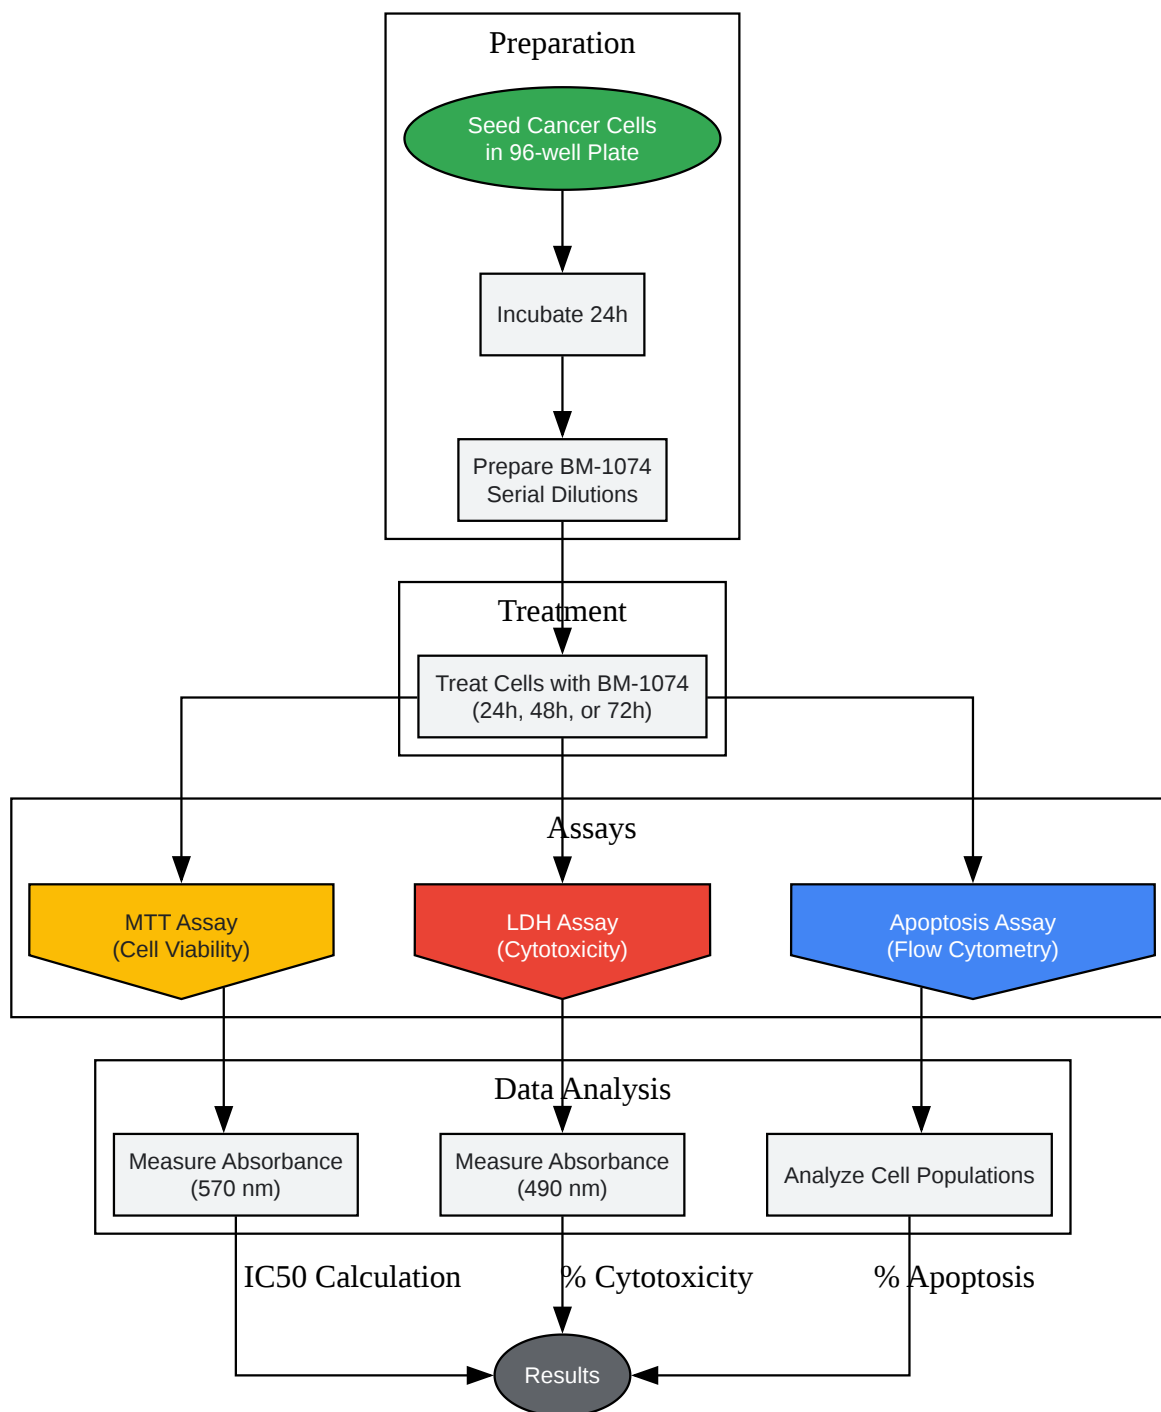 Preparation
Seed Cancer Cells
in 96-well Plate
Incubate 24h
Prepare BM-1074
Serial Dilutions
Treatment
Treat Cells with BM-1074
(24h, 48h, or 72h)
Assays
MTT Assay
(Cell Viability)
LDH Assay
(Cytotoxicity)
Apoptosis Assay
(Flow Cytometry)
Data Analysis
Measure Absorbance
(570 nm)
Measure Absorbance
(490 nm)
Analyze Cell Populations
IC50 Calculation
% Cytotoxicity
% Apoptosis
Results